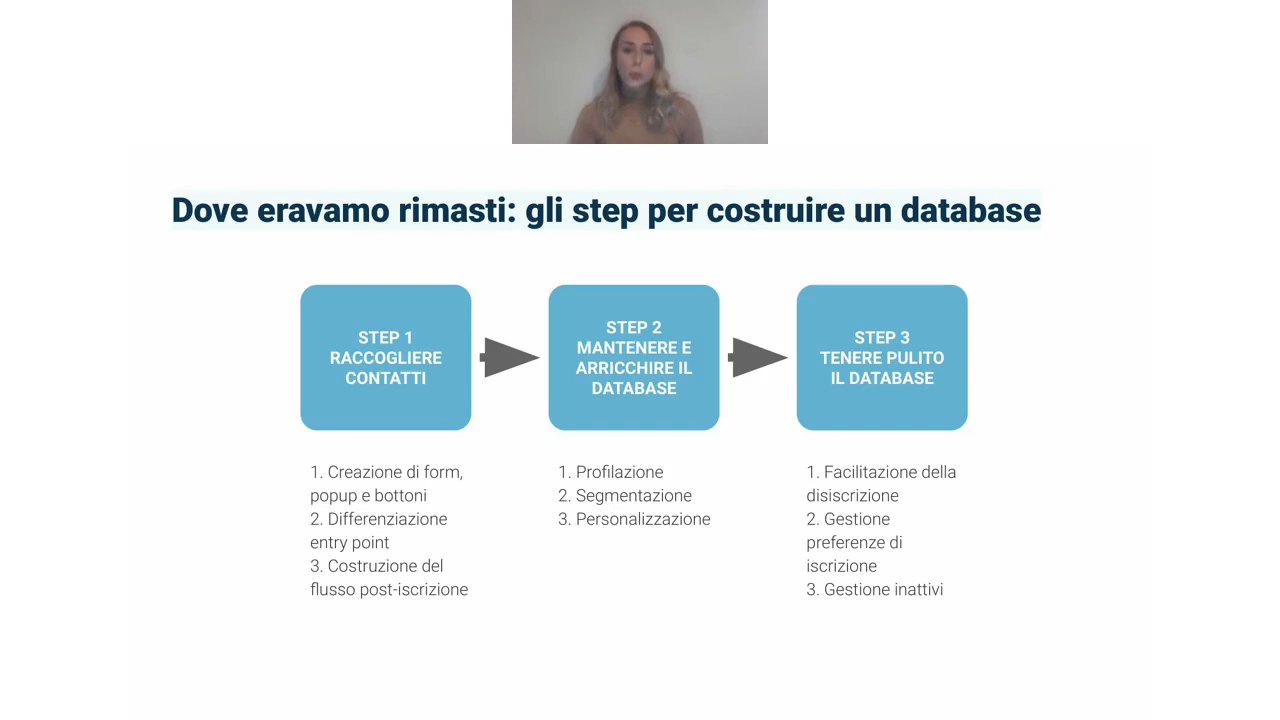 Dove eravamo rimasti: gli step per costruire un database
STEP 1
RACCOGLIERE
CONTATTI
STEP 2
MANTENERE E
ARRICCHIRE IL
DATABASE
STEP 3
TENERE PULITO
IL DATABASE
1. Creazione di form,
popup e bottoni
2. Differenziazione
entry point
3. Costruzione del
flusso post-iscrizione
1. Profilazione
2. Segmentazione
3. Personalizzazione
1. Facilitazione della
disiscrizione
2. Gestione
preferenze di
iscrizione
3. Gestione inattivi